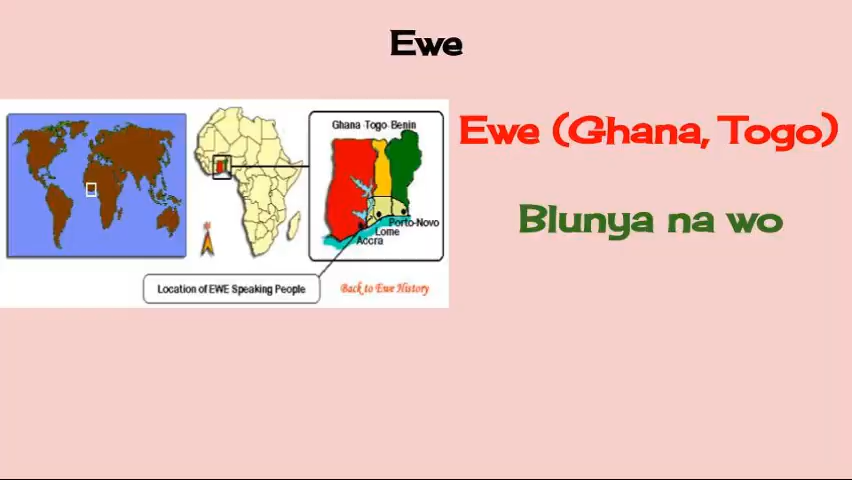 Ewe
Ghana-Togo-Benin
Porto-Novo
Lome
Accra
Location of EWE Speaking People
Back to Ewe History
Ewe (Ghana, Togo)
Blunya na wo